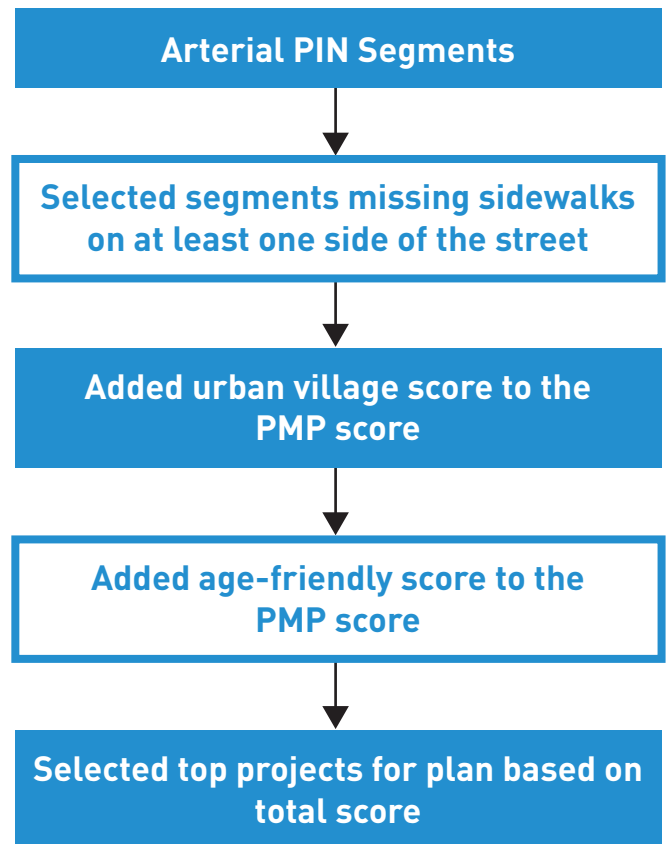 Arterial PIN Segments
Selected segments missing sidewalks
on at least one side of the street
Added urban village score to the
PMP score
Added age-friendly score to the
PMP score
Selected top projects for plan based on
total score